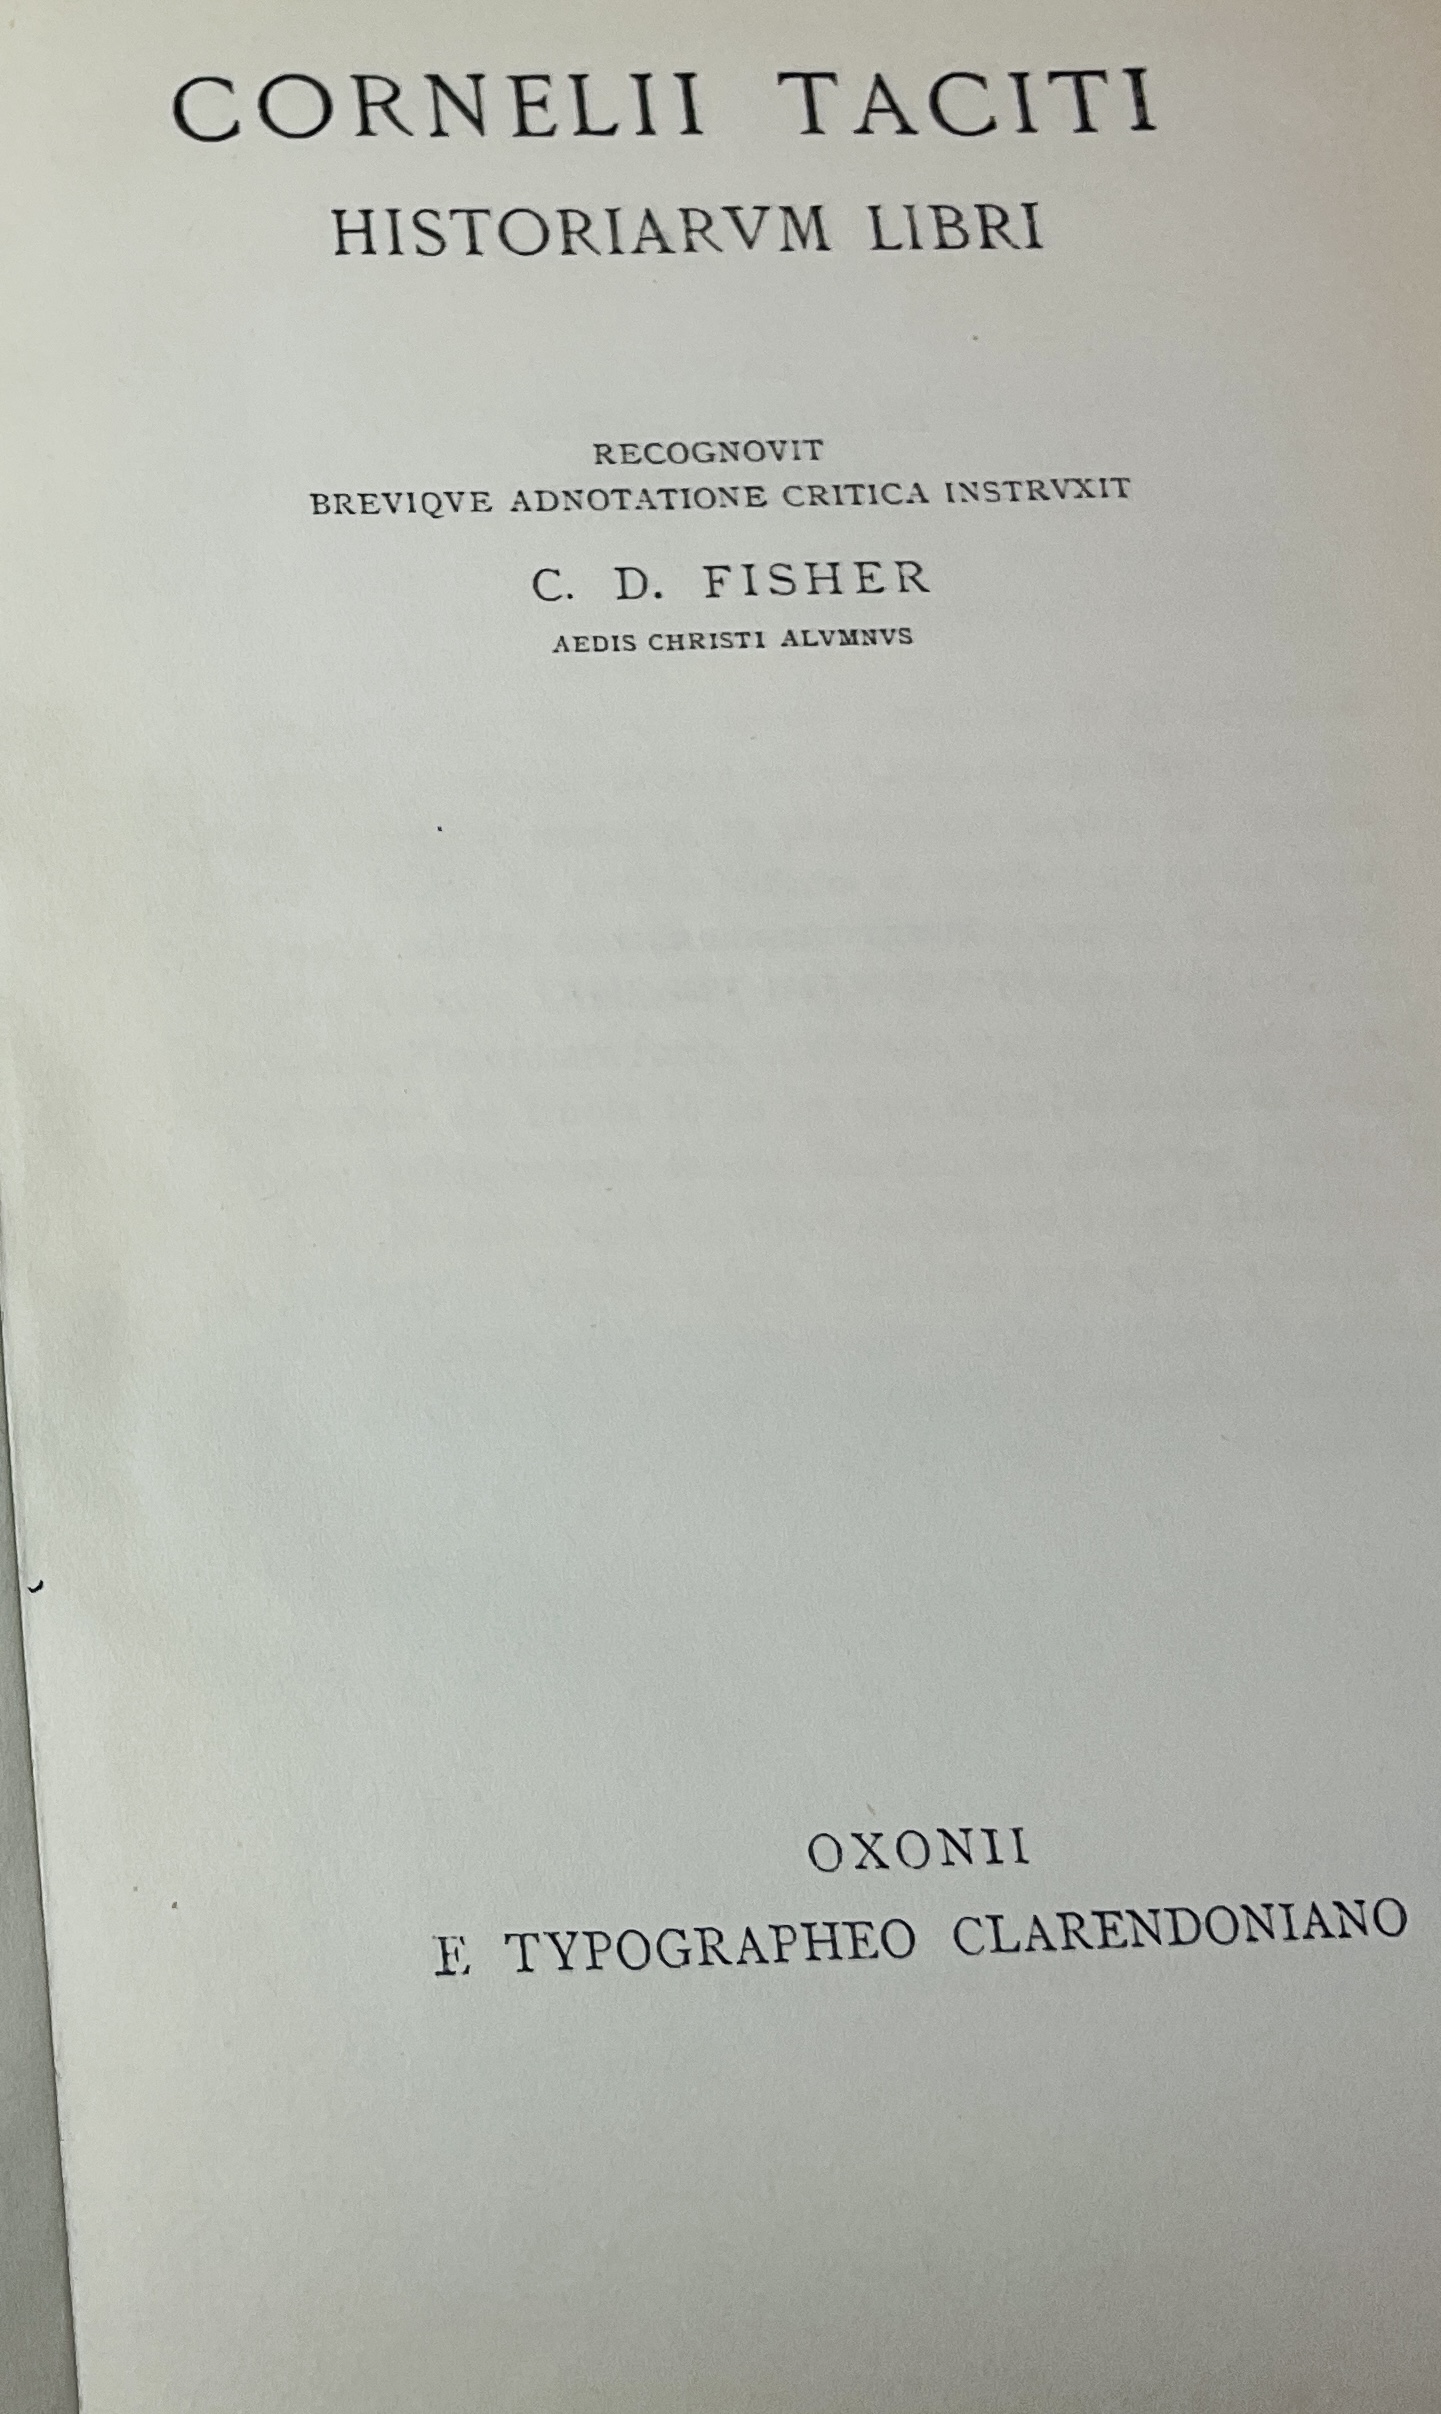 CORNELII TACITI
HISTORIARVM LIBRI
RECOGNOVIT
BREVIQVE ADNOTATIONE CRITICA INSTRVXIT
C. D. FISHER
AEDIS CHRISTI ALVMNVS
OXONII
E TYPOGRAPHEO CLARENDONIANO